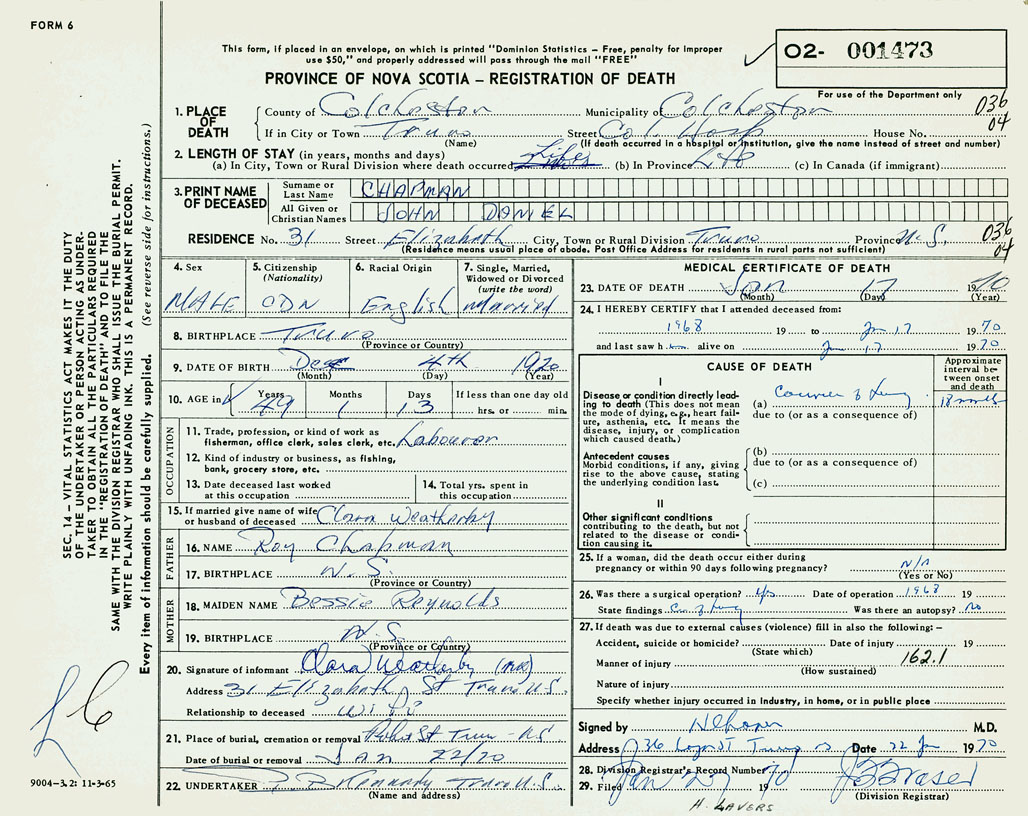 FORM 6
This form, if placed in an envelope, on which is printed "Dominion Statistics – Free, penalty for improper
use $50," and properly addressed will pass through the mail "FREE"
02- 001473
PROVINCE OF NOVA SCOTIA – REGISTRATION OF DEATH
For use of the Department only
1. PLACE OF DEATH County of Colchester Municipality of Colchester 036
If in City or Town Truro Street Col. Hosp House No. 04
(Name) (If death occurred in a hospital or institution, give the name instead of street and number)
2. LENGTH OF STAY (in years, months and days)
(a) In City, Town or Rural Division where death occurred Life (b) In Province (c) In Canada (if immigrant)
3. PRINT NAME OF DECEASED Surname or Last Name CHAPMAN
All Given or Christian Names JOHN DANIEL
RESIDENCE No. 31 Street Elizabeth City, Town or Rural Division Truro Province N.S. 036
(Residence means usual place of abode. Post Office Address for residents in rural parts not sufficient) 04
4. Sex MALE
5. Citizenship (Nationality) CDN
6. Racial Origin English
7. Single, Married, Widowed or Divorced (write the word) Married
8. BIRTHPLACE Truro
(Province or Country)
9. DATE OF BIRTH Dec 4th 1920
(Month) (Day) (Year)
10. AGE in Years 49 Months 1 Days 13 If less than one day old hrs. or min.
OCCUPATION
11. Trade, profession, or kind of work as
fisherman, office clerk, sales clerk, etc. Labourer
12. Kind of industry or business, as fishing,
bank, grocery store, etc.
13. Date deceased last worked
at this occupation
14. Total yrs. spent in
this occupation
15. If married give name of wife
or husband of deceased Clara Weatherby
FATHER
16. NAME Roy Chapman
17. BIRTHPLACE N.S.
(Province or Country)
MOTHER
18. MAIDEN NAME Bessie Reynolds
19. BIRTHPLACE N.S.
(Province or Country)
20. Signature of informant Clara Weatherby
Address 31 Elizabeth St Truro N.S.
Relationship to deceased Wife
21. Place of burial, cremation or removal Robie St Truro - NS
Date of burial or removal JAN 22/70
22. UNDERTAKER Kennedy Truro N.S.
(Name and address)
MEDICAL CERTIFICATE OF DEATH
23. DATE OF DEATH Jan 17 1970
(Month) (Day) (Year)
24. I HEREBY CERTIFY that I attended deceased from:
1968 19 to Jan 17 1970
and last saw him alive on Jan 17 1970
CAUSE OF DEATH
Approximate interval between onset and death
I
Disease or condition directly leading to death (This does not mean the mode of dying, e.g., heart failure, asthenia, etc. It means the disease, injury, or complication which caused death.)
(a) Cancer of Lung 18 months
due to (or as a consequence of)
Antecedent causes
Morbid conditions, if any, giving rise to the above cause, stating the underlying condition last.
(b)
due to (or as a consequence of)
(c)
II
Other significant conditions
contributing to the death, but not related to the disease or condition causing it.
25. If a woman, did the death occur either during
pregnancy or within 90 days following pregnancy? N/A
(Yes or No)
26. Was there a surgical operation? yes Date of operation 1968 19
State findings Ca of Lung Was there an autopsy? No
27. If death was due to external causes (violence) fill in also the following: –
Accident, suicide or homicide? Date of injury 19
(State which)
Manner of injury 162.1
(How sustained)
Nature of injury
Specify whether injury occurred in industry, in home, or in public place
Signed by M.D.
Address Truro NS Date 22 Jan 1970
28. Division Registrar's Record Number
29. Filed Jan 27 1970 Fraser
(Division Registrar)
H. LAVERS
SEC. 14 – VITAL STATISTICS ACT MAKES IT THE DUTY
OF THE UNDERTAKER OR PERSON ACTING AS UNDER-
TAKER TO OBTAIN ALL THE PARTICULARS REQUIRED
IN THE "REGISTRATION OF DEATH" AND TO FILE THE
SAME WITH THE DIVISION REGISTRAR WHO SHALL ISSUE THE BURIAL PERMIT.
WRITE PLAINLY WITH UNFADING INK. THIS IS A PERMANENT RECORD.
Every item of information should be carefully supplied. (See reverse side for instructions.)
9004–3.2: 11-3-65